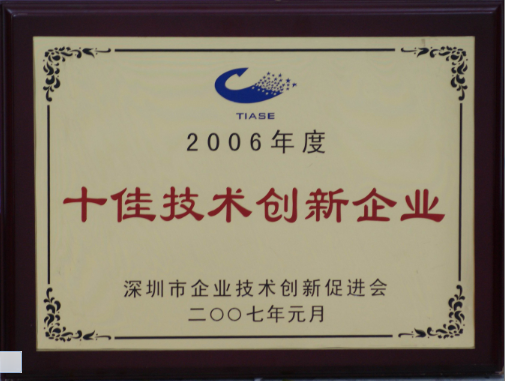 TIASE
2006年度
十佳技术创新企业
深圳市企业技术创新促进会
二〇〇七年元月